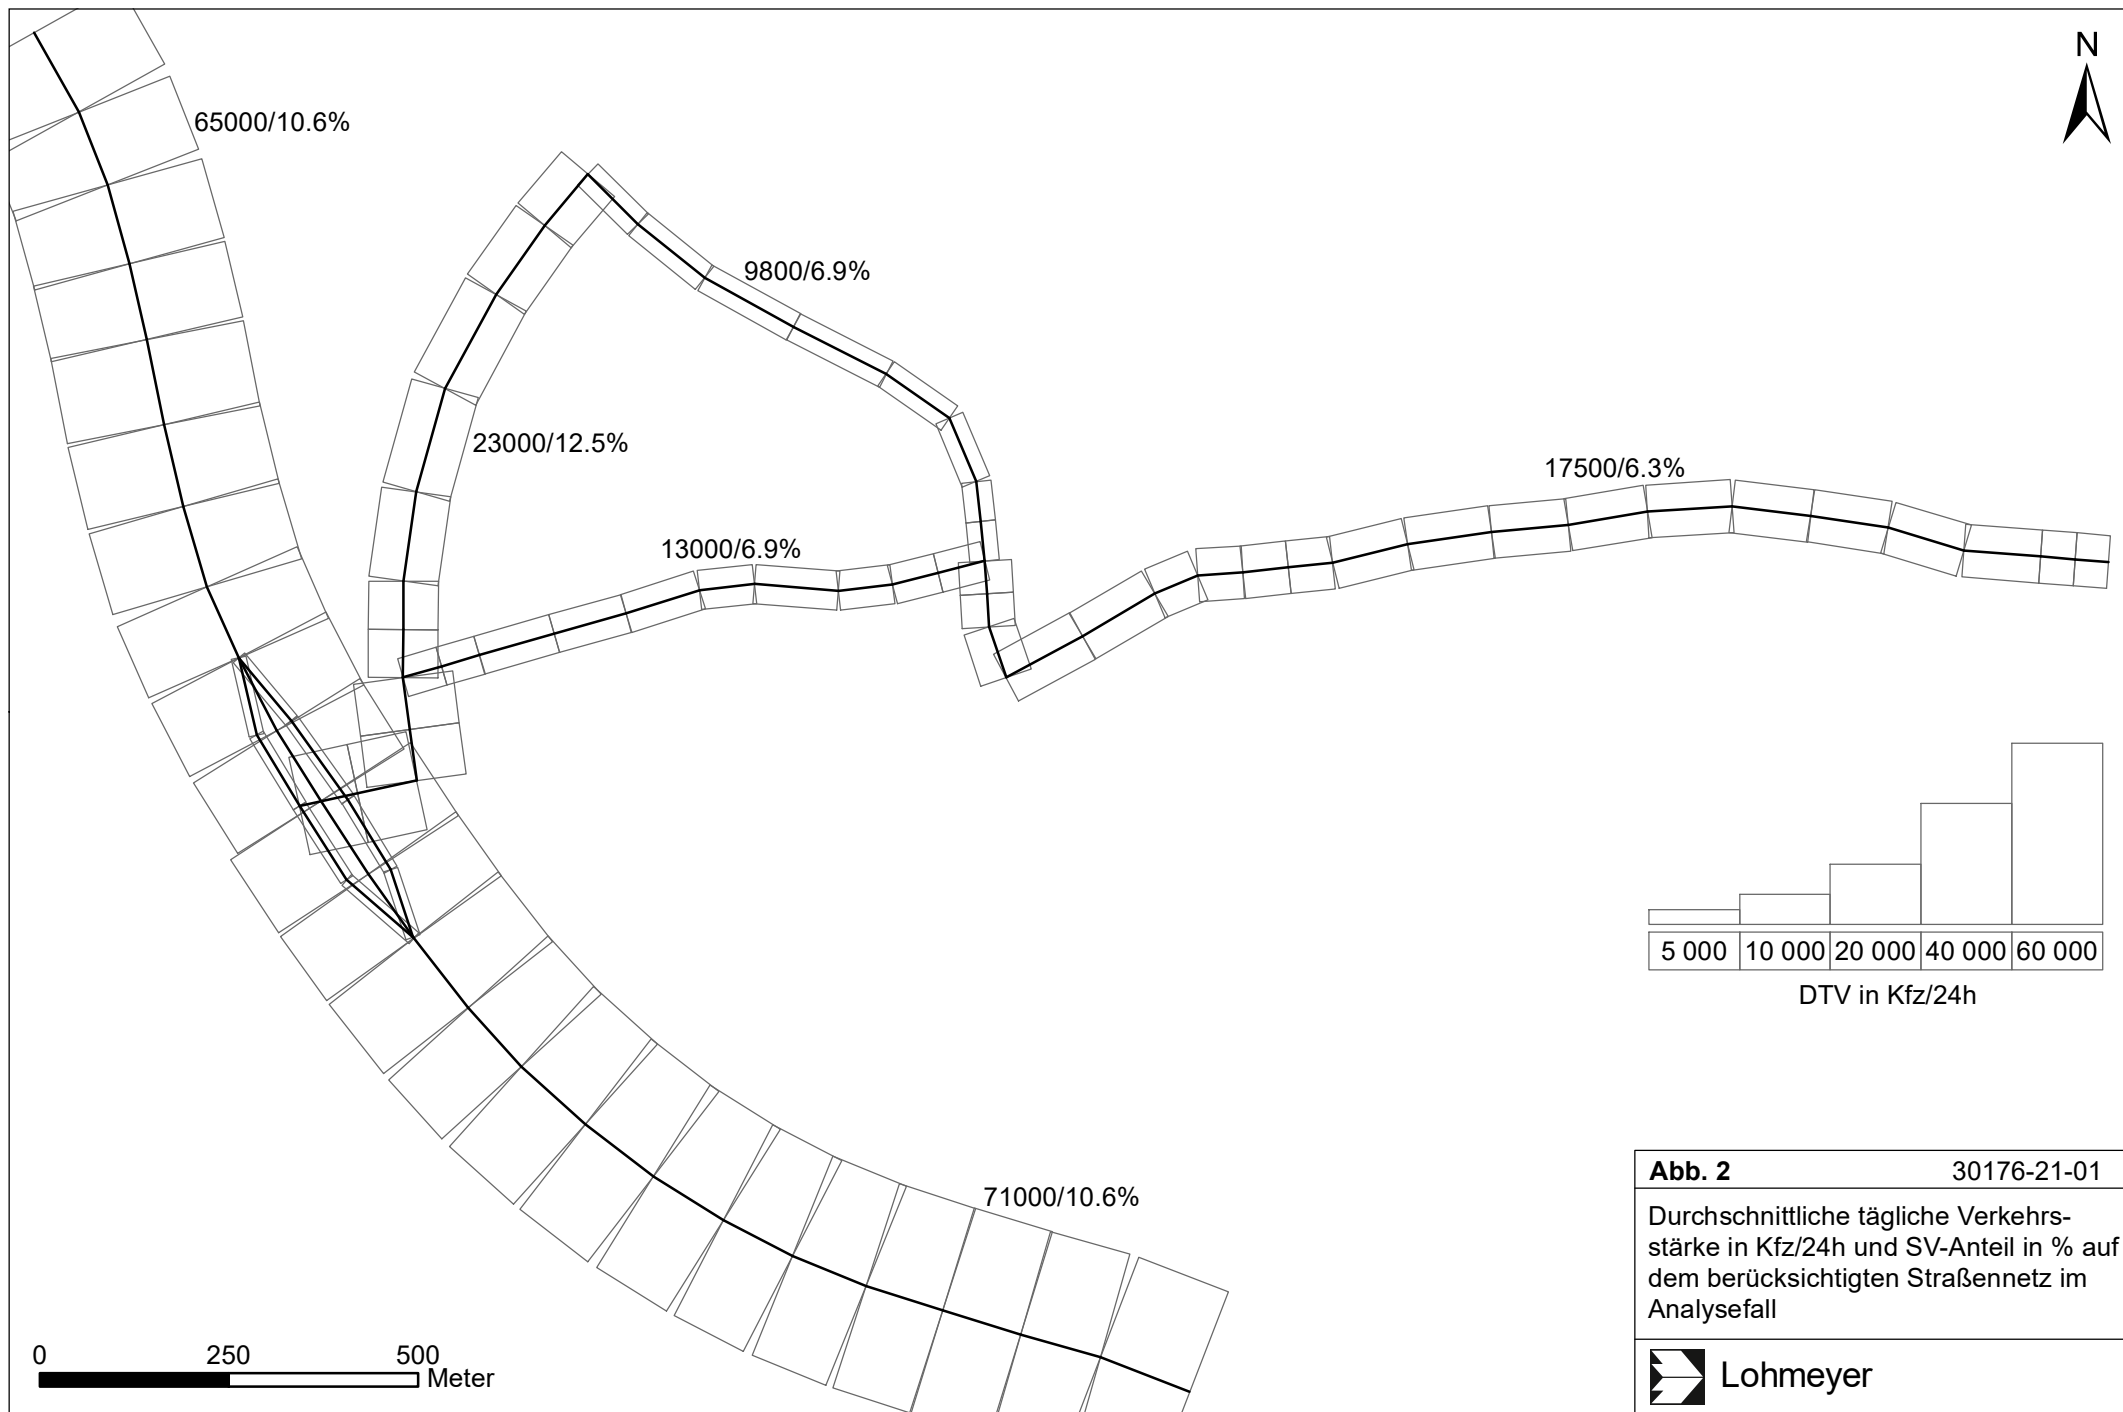 N
65000/10.6%
9800/6.9%
23000/12.5%
17500/6.3%
13000/6.9%
5 000 10 000 20 000 40 000 60 000
DTV in Kfz/24h
71000/10.6%
Abb. 2 30176-21-01
Durchschnittliche tägliche Verkehrs-
stärke in Kfz/24h und SV-Anteil in % auf
dem berücksichtigten Straßennetz im
Analysefall
0 250 500
Meter
Lohmeyer